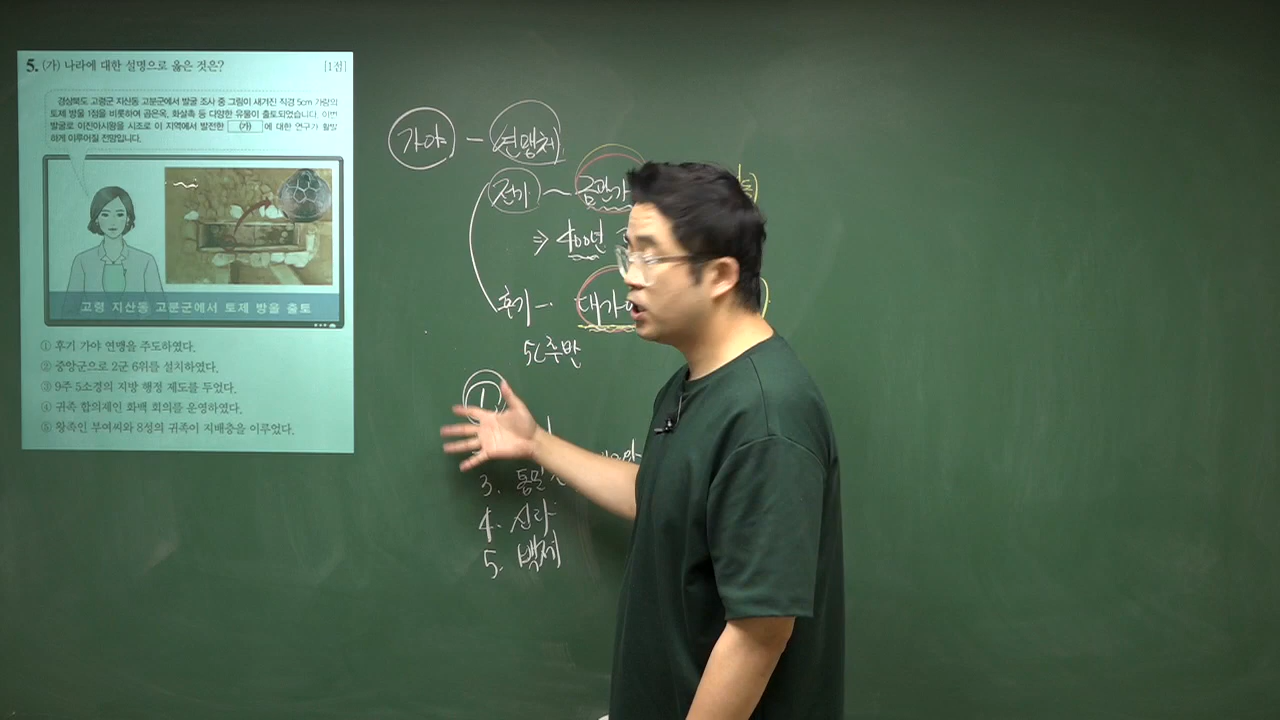 5. (가) 나라에 대한 설명으로 옳은 것은? [1점]
경상북도 고령군 지산동 고분군에서 발굴 조사 중 그림이 새겨진 직경 5cm 가량의
토제 방울 1점을 비롯하여 곱은옥, 화살촉 등 다양한 유물이 출토되었습니다. 이번
발굴로 이진아시왕을 시조로 이 지역에서 발전한 (가) 에 대한 연구가 활발
하게 이루어질 전망입니다.
고령 지산동 고분군에서 토제 방울 출토
① 후기 가야 연맹을 주도하였다.
② 중앙군으로 2군 6위를 설치하였다.
③ 9주 5소경의 지방 행정 제도를 두었다.
④ 귀족 합의제인 화백 회의를 운영하였다.
⑤ 왕족인 부여씨와 8성의 귀족이 지배층을 이루었다.
가야 - 연맹체
전기 ~ 금관가
⇒ 400년
후기 - 대가야
5C후반
1
3. 통일
4. 신라
5. 백제